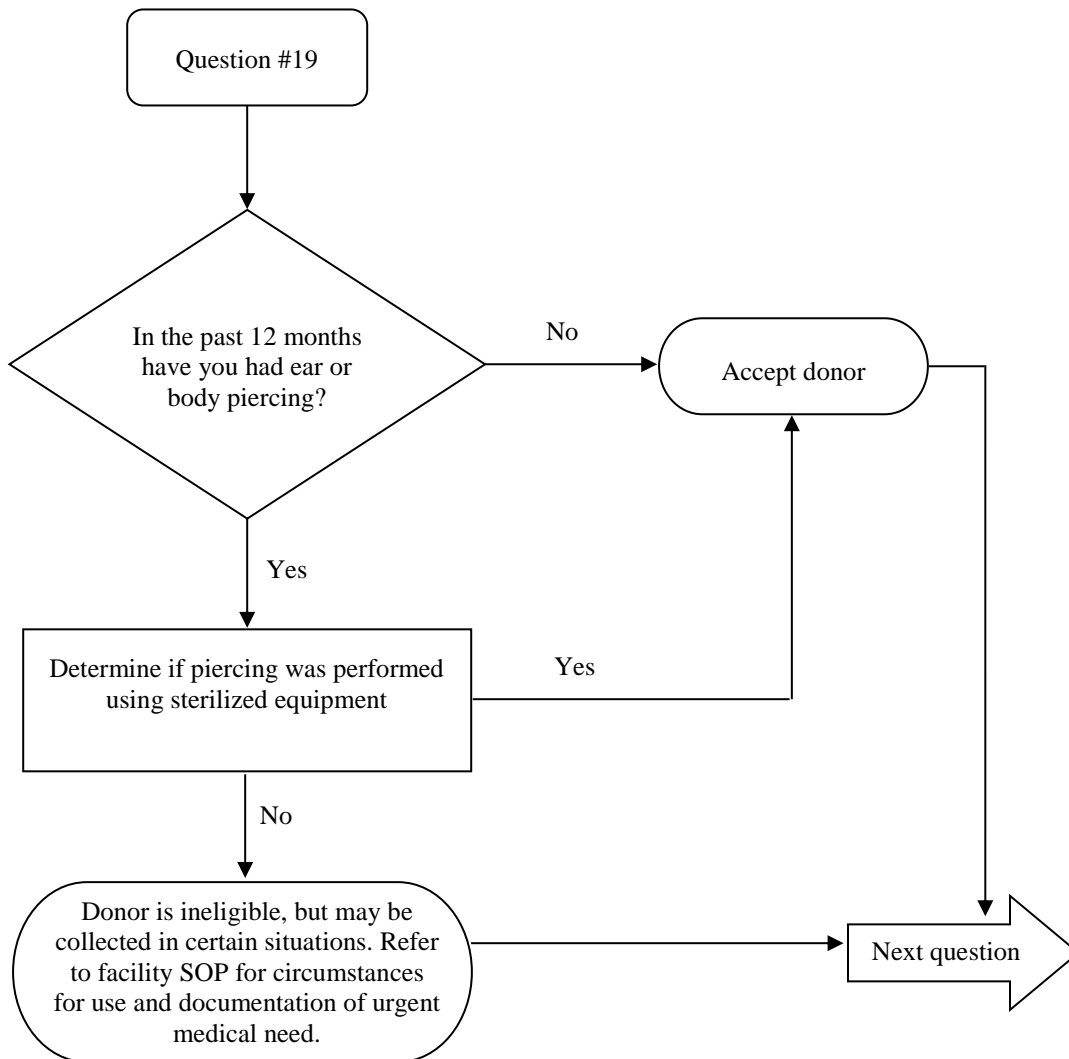 Question #19
In the past 12 months
have you had ear or
body piercing?
No
Accept donor
Yes
Determine if piercing was performed
using sterilized equipment
Yes
No
Donor is ineligible, but may be
collected in certain situations. Refer
to facility SOP for circumstances
for use and documentation of urgent
medical need.
Next question